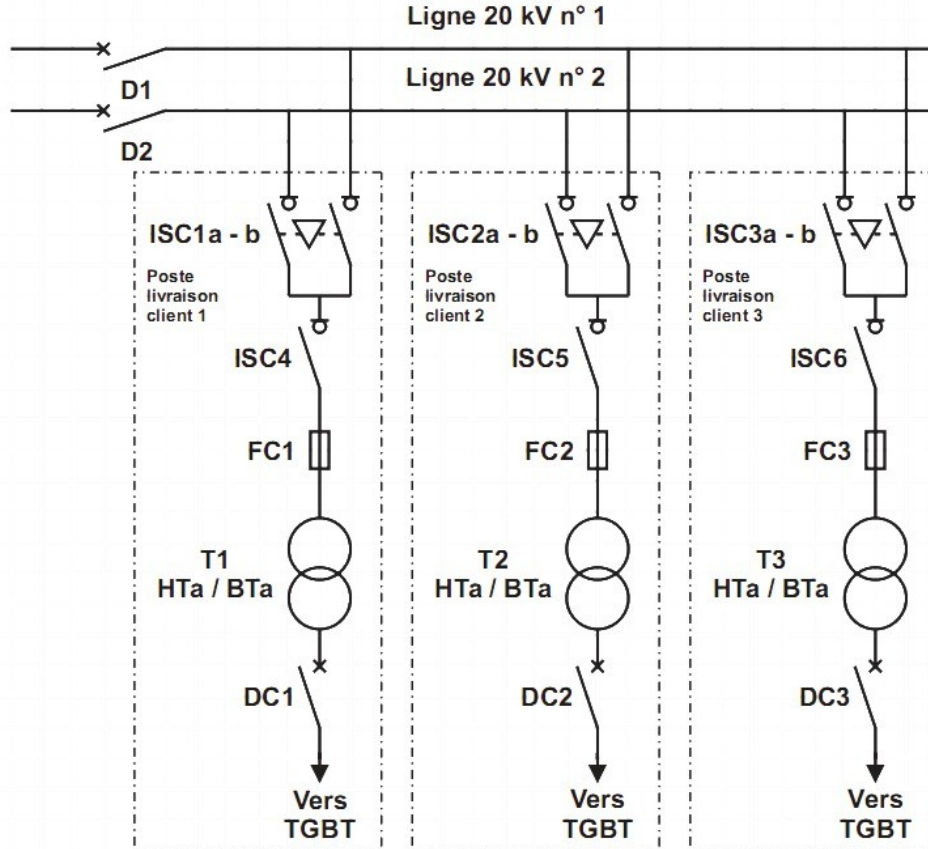 Ligne 20 kV n° 1
D1
Ligne 20 kV n° 2
D2
ISC1a - b
Poste
livraison
client 1
ISC4
FC1
T1
HTa / BTa
DC1
Vers
TGBT
ISC2a - b
Poste
livraison
client 2
ISC5
FC2
T2
HTa / BTa
DC2
Vers
TGBT
ISC3a - b
Poste
livraison
client 3
ISC6
FC3
T3
HTa / BTa
DC3
Vers
TGBT